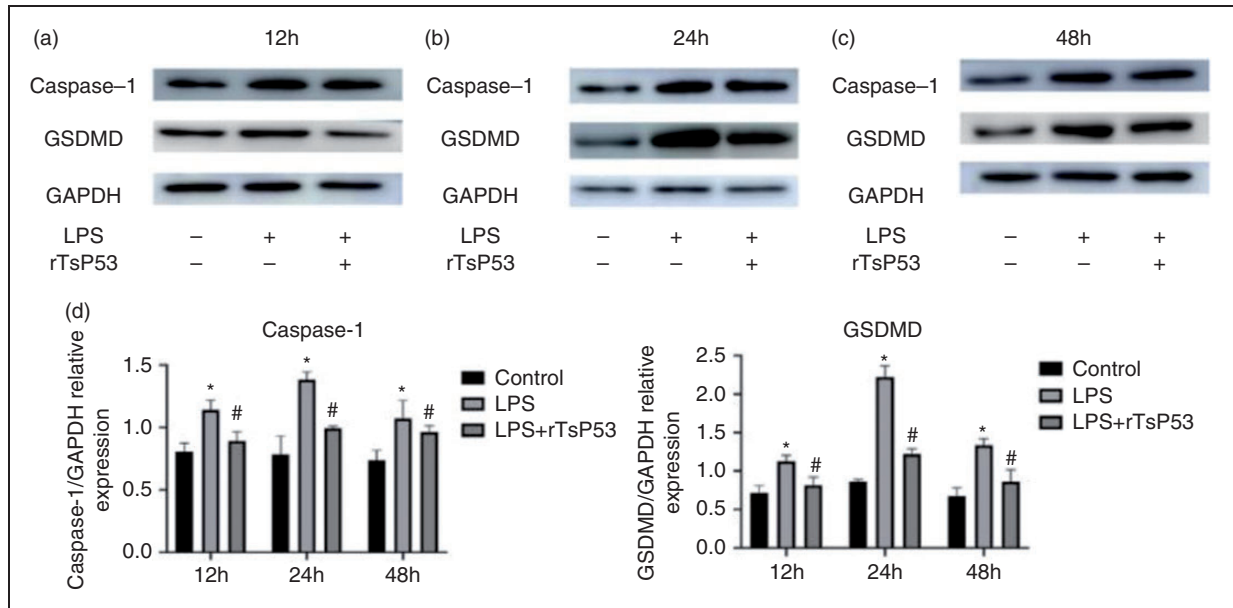 (a) 12h
Caspase–1
GSDMD
GAPDH
LPS – + +
rTsP53 – – +
(b) 24h
Caspase–1
GSDMD
GAPDH
LPS – + +
rTsP53 – – +
(c) 48h
Caspase–1
GSDMD
GAPDH
LPS – + +
rTsP53 – – +
(d)
Caspase-1
Caspase-1/GAPDH relative
expression
1.5
1.0
0.5
0.0
* # * # * #
12h 24h 48h
Control
LPS
LPS+rTsP53
GSDMD
GSDMD/GAPDH relative
expression
2.5
2.0
1.5
1.0
0.5
0.0
* # * # * #
12h 24h 48h
Control
LPS
LPS+rTsP53